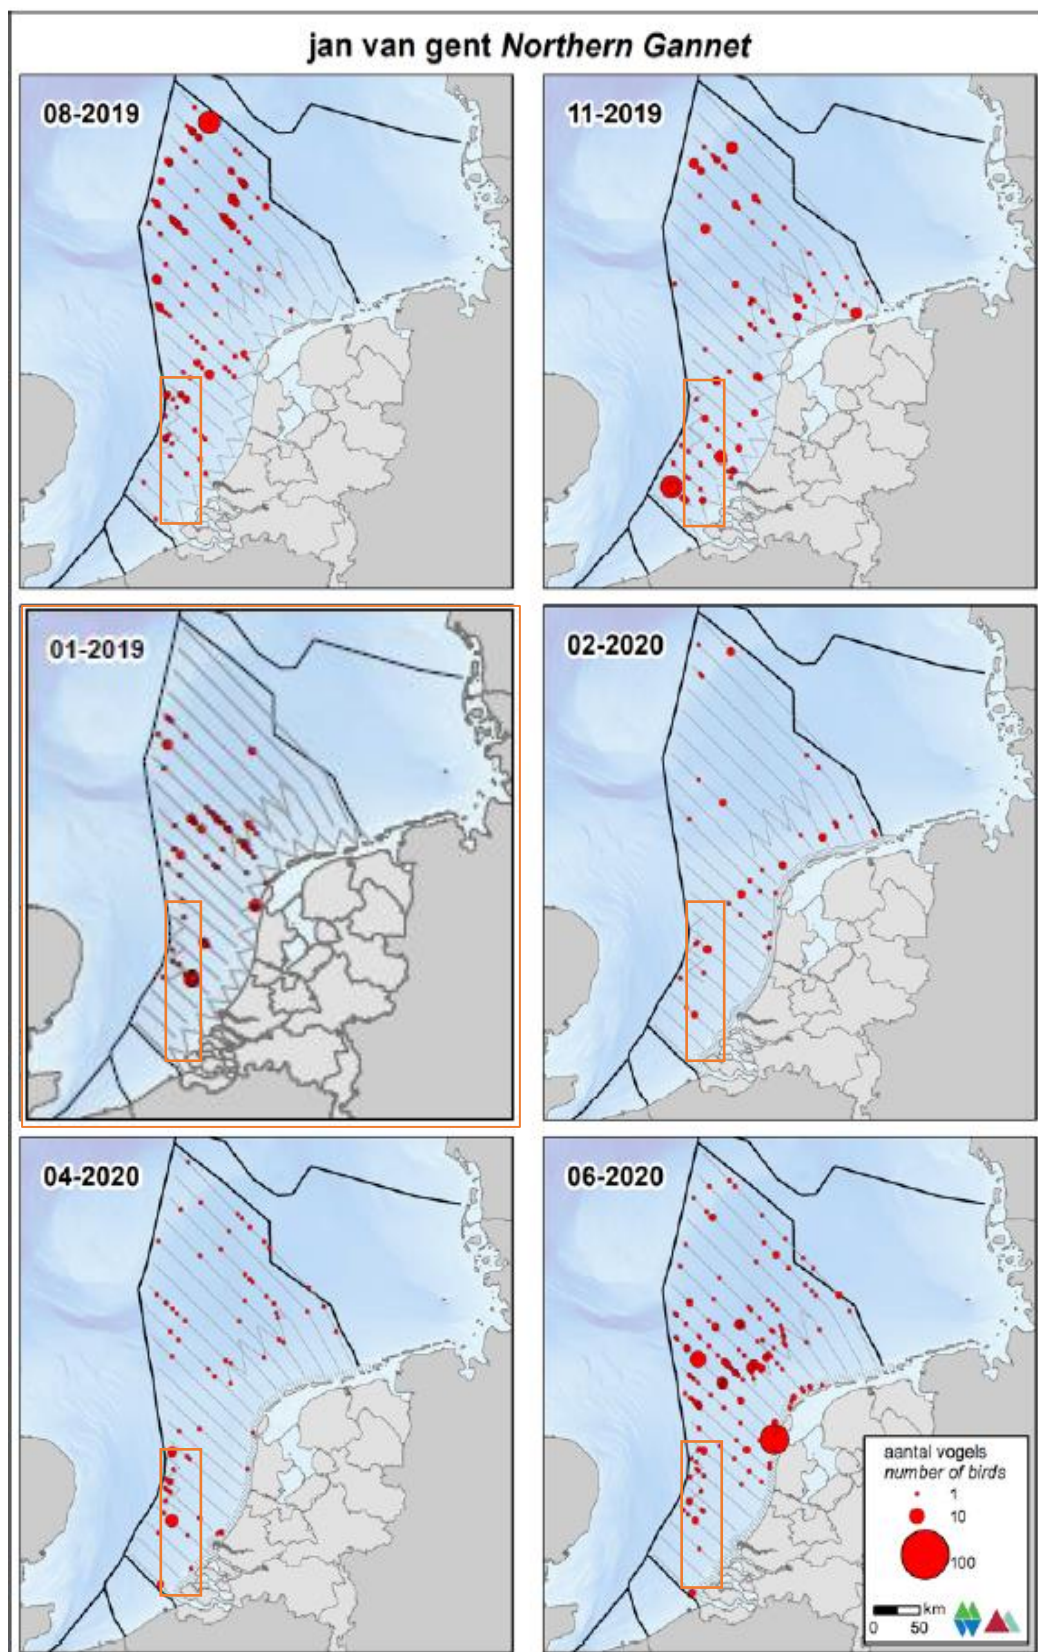 jan van gent Northern Gannet
08-2019
11-2019
01-2019
02-2020
04-2020
06-2020
aantal vogels
number of birds
1
10
100
km
0 50